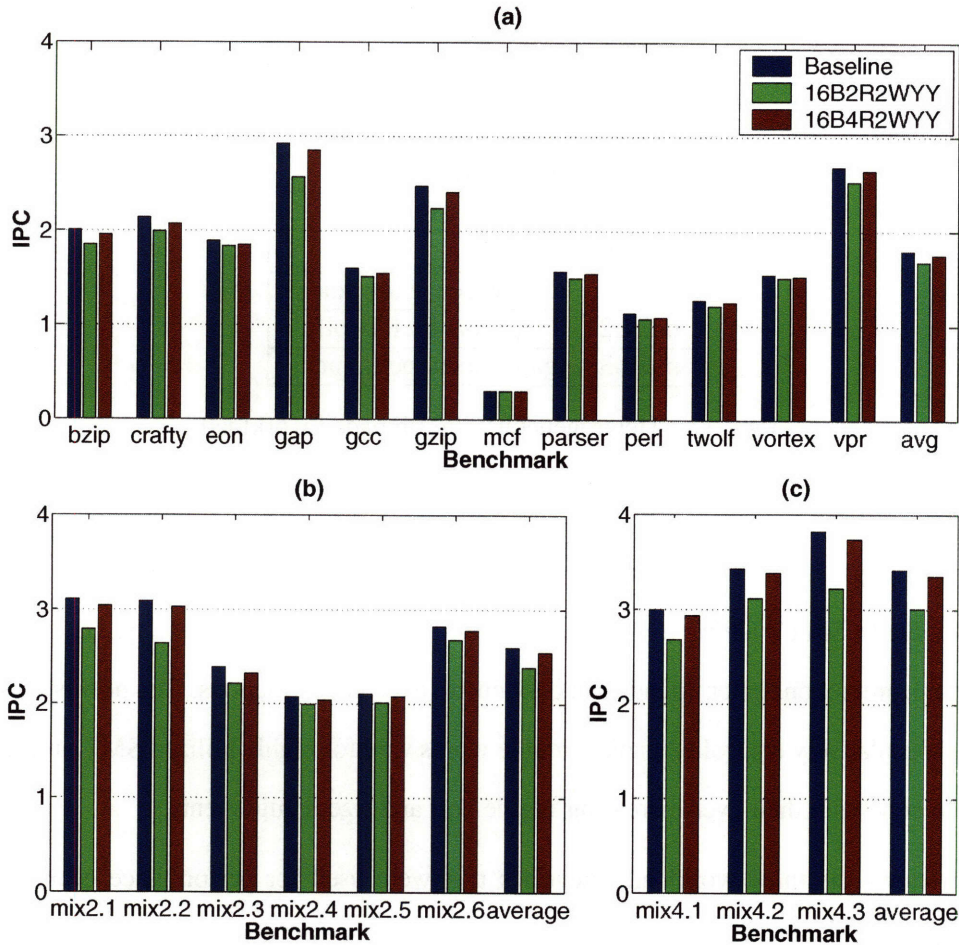 (a)
4
3
2
1
0
IPC
Baseline
16B2R2WYY
16B4R2WYY
bzip crafty eon gap gcc gzip mcf parser perl twolf vortex vpr avg
Benchmark
(b)
4
3
2
1
0
IPC
mix2.1 mix2.2 mix2.3 mix2.4 mix2.5 mix2.6 average
Benchmark
(c)
4
3
2
1
0
IPC
mix4.1 mix4.2 mix4.3 average
Benchmark